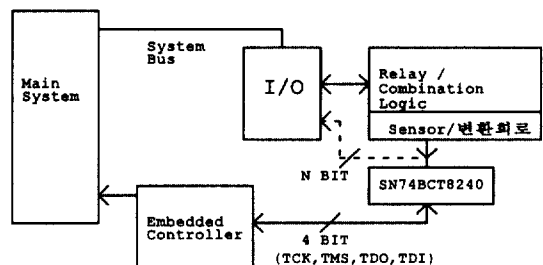 System
Bus
Main
System
I/O
Relay /
Combination
Logic
Sensor/변환회로
N BIT
SN74BCT8240
Embedded
Controller
4 BIT
(TCK,TMS,TDO,TDI)